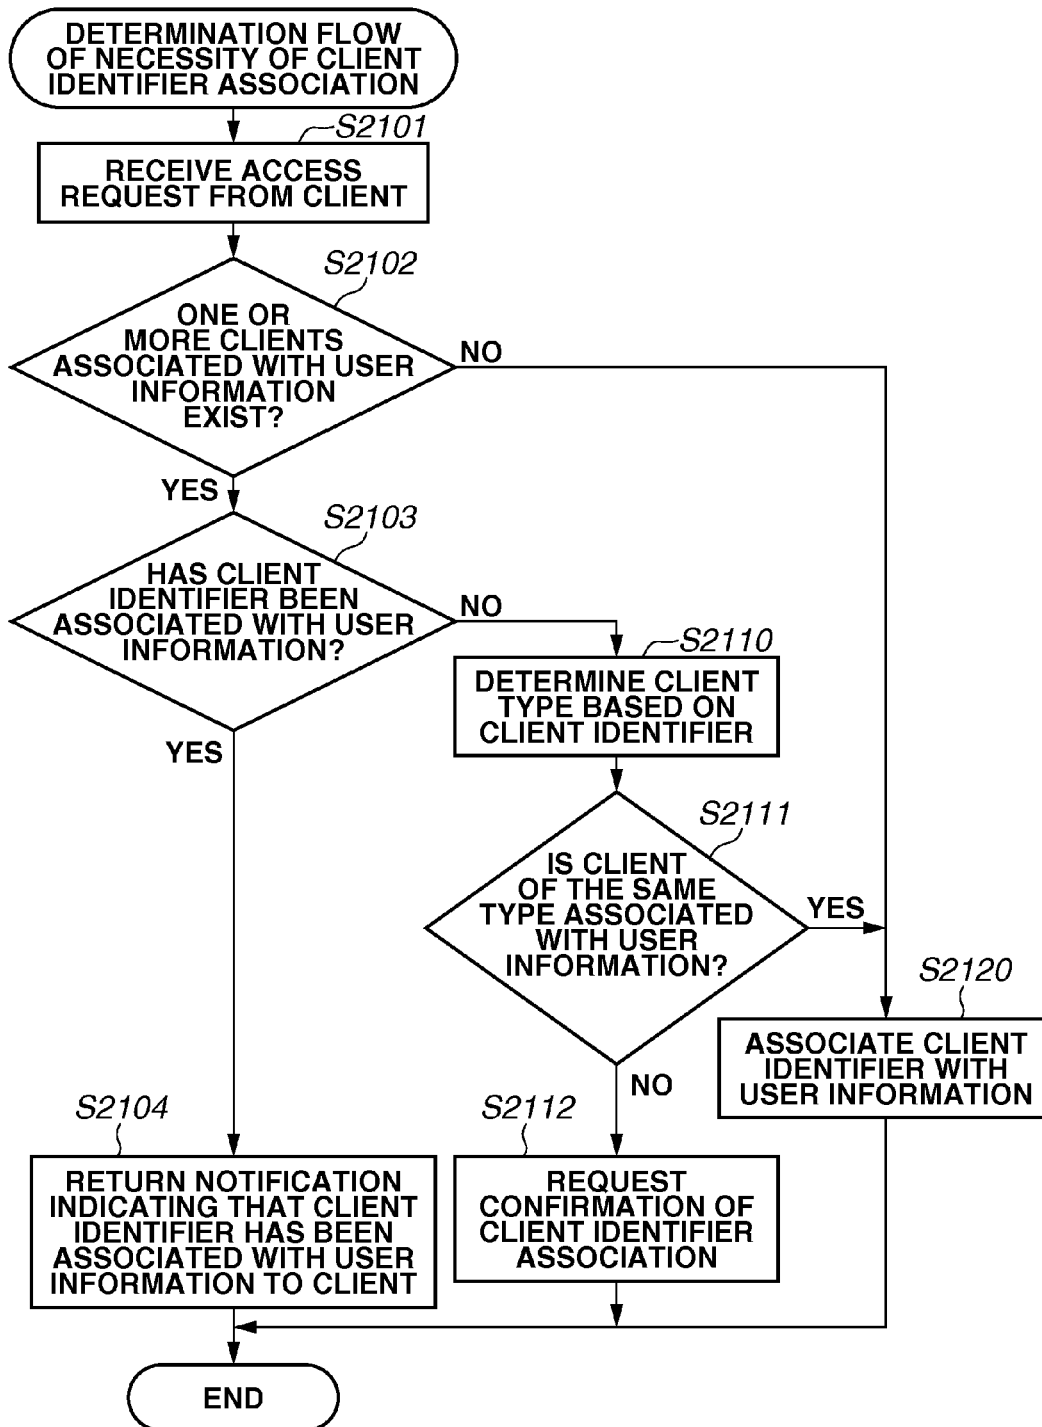 DETERMINATION FLOW
OF NECESSITY OF CLIENT
IDENTIFIER ASSOCIATION
S2101
RECEIVE ACCESS
REQUEST FROM CLIENT
S2102
ONE OR
MORE CLIENTS
ASSOCIATED WITH USER
INFORMATION
EXIST?
NO
YES
S2103
HAS CLIENT
IDENTIFIER BEEN
ASSOCIATED WITH USER
INFORMATION?
NO
YES
S2110
DETERMINE CLIENT
TYPE BASED ON
CLIENT IDENTIFIER
S2111
IS CLIENT
OF THE SAME
TYPE ASSOCIATED
WITH USER
INFORMATION?
YES
NO
S2120
ASSOCIATE CLIENT
IDENTIFIER WITH
USER INFORMATION
S2104
RETURN NOTIFICATION
INDICATING THAT CLIENT
IDENTIFIER HAS BEEN
ASSOCIATED WITH USER
INFORMATION TO CLIENT
S2112
REQUEST
CONFIRMATION OF
CLIENT IDENTIFIER
ASSOCIATION
END